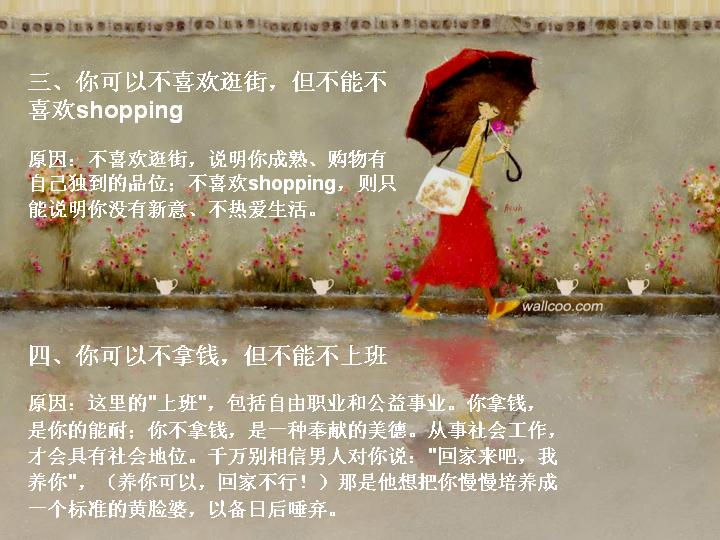 三、你可以不喜欢逛街，但不能不
喜欢shopping
原因：不喜欢逛街，说明你成熟、购物有
自己独到的品位；不喜欢shopping，则只
能说明你没有新意、不热爱生活。
wallcoo.com
四、你可以不拿钱，但不能不上班
原因：这里的"上班"，包括自由职业和公益事业。你拿钱，
是你的能耐；你不拿钱，是一种奉献的美德。从事社会工作，
才会具有社会地位。千万别相信男人对你说："回家来吧，我
养你"，（养你可以，回家不行！）那是他想把你慢慢培养成
一个标准的黄脸婆，以备日后唾弃。